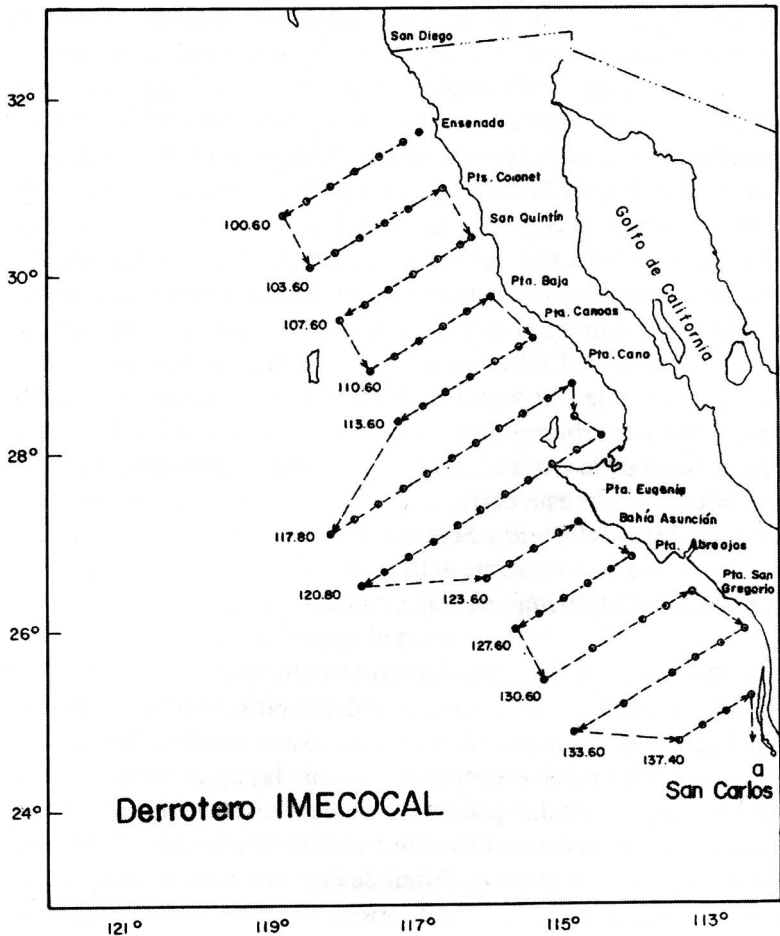 San Diego
32°
Ensenada
Pts. Colonet
100.60
San Quintín
Golfo de California
30°
103.60
Pta. Baja
107.60
Pta. Canoas
Pta. Cano
110.60
113.60
28°
Pta. Eugenia
117.80
Bahía Asunción
Pta. Abreojos
120.80
123.60
Pta. San
Gregorio
26°
127.60
130.60
133.60
137.40
a
San Carlos
24°
Derrotero IMECOCAL
121°
119°
117°
115°
113°